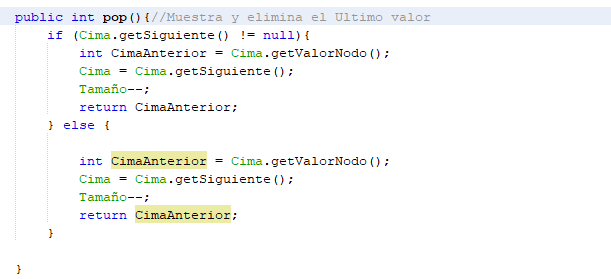 public int pop(){//Muestra y elimina el Ultimo valor
if (Cima.getSiguiente() != null){
int CimaAnterior = Cima.getValorNodo();
Cima = Cima.getSiguiente();
Tamaño--;
return CimaAnterior;
} else {
int CimaAnterior = Cima.getValorNodo();
Cima = Cima.getSiguiente();
Tamaño--;
return CimaAnterior;
}
}